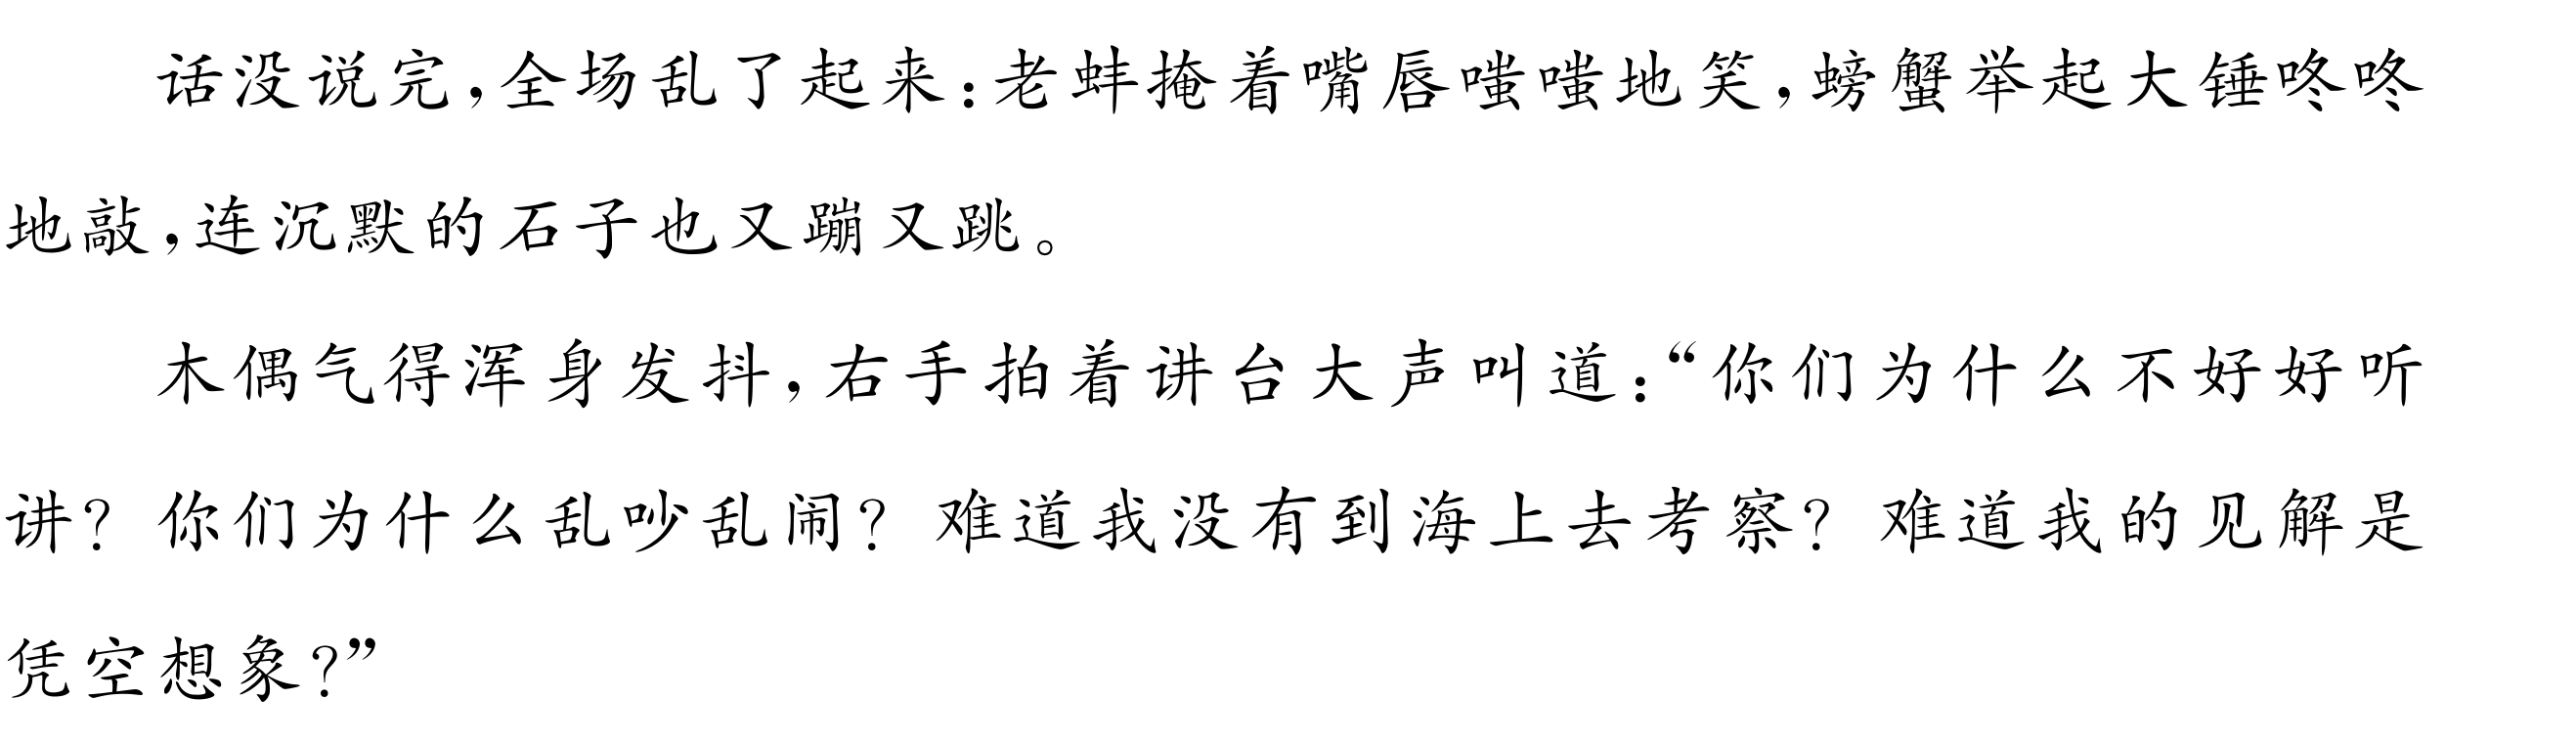 话没说完,全场乱了起来:老蚌掩着嘴唇嗤嗤地笑,螃蟹举起大锤咚咚
地敲,连沉默的石子也又蹦又跳。
木偶气得浑身发抖,右手拍着讲台大声叫道:“你们为什么不好好听
讲? 你们为什么乱吵乱闹? 难道我没有到海上去考察? 难道我的见解是
凭空想象?”